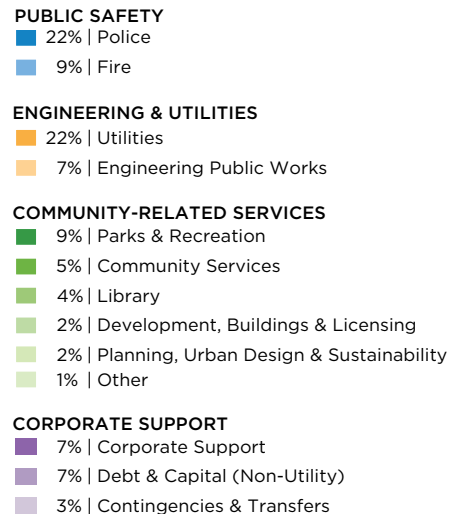 PUBLIC SAFETY
22% | Police
9% | Fire
ENGINEERING & UTILITIES
22% | Utilities
7% | Engineering Public Works
COMMUNITY-RELATED SERVICES
9% | Parks & Recreation
5% | Community Services
4% | Library
2% | Development, Buildings & Licensing
2% | Planning, Urban Design & Sustainability
1% | Other
CORPORATE SUPPORT
7% | Corporate Support
7% | Debt & Capital (Non-Utility)
3% | Contingencies & Transfers